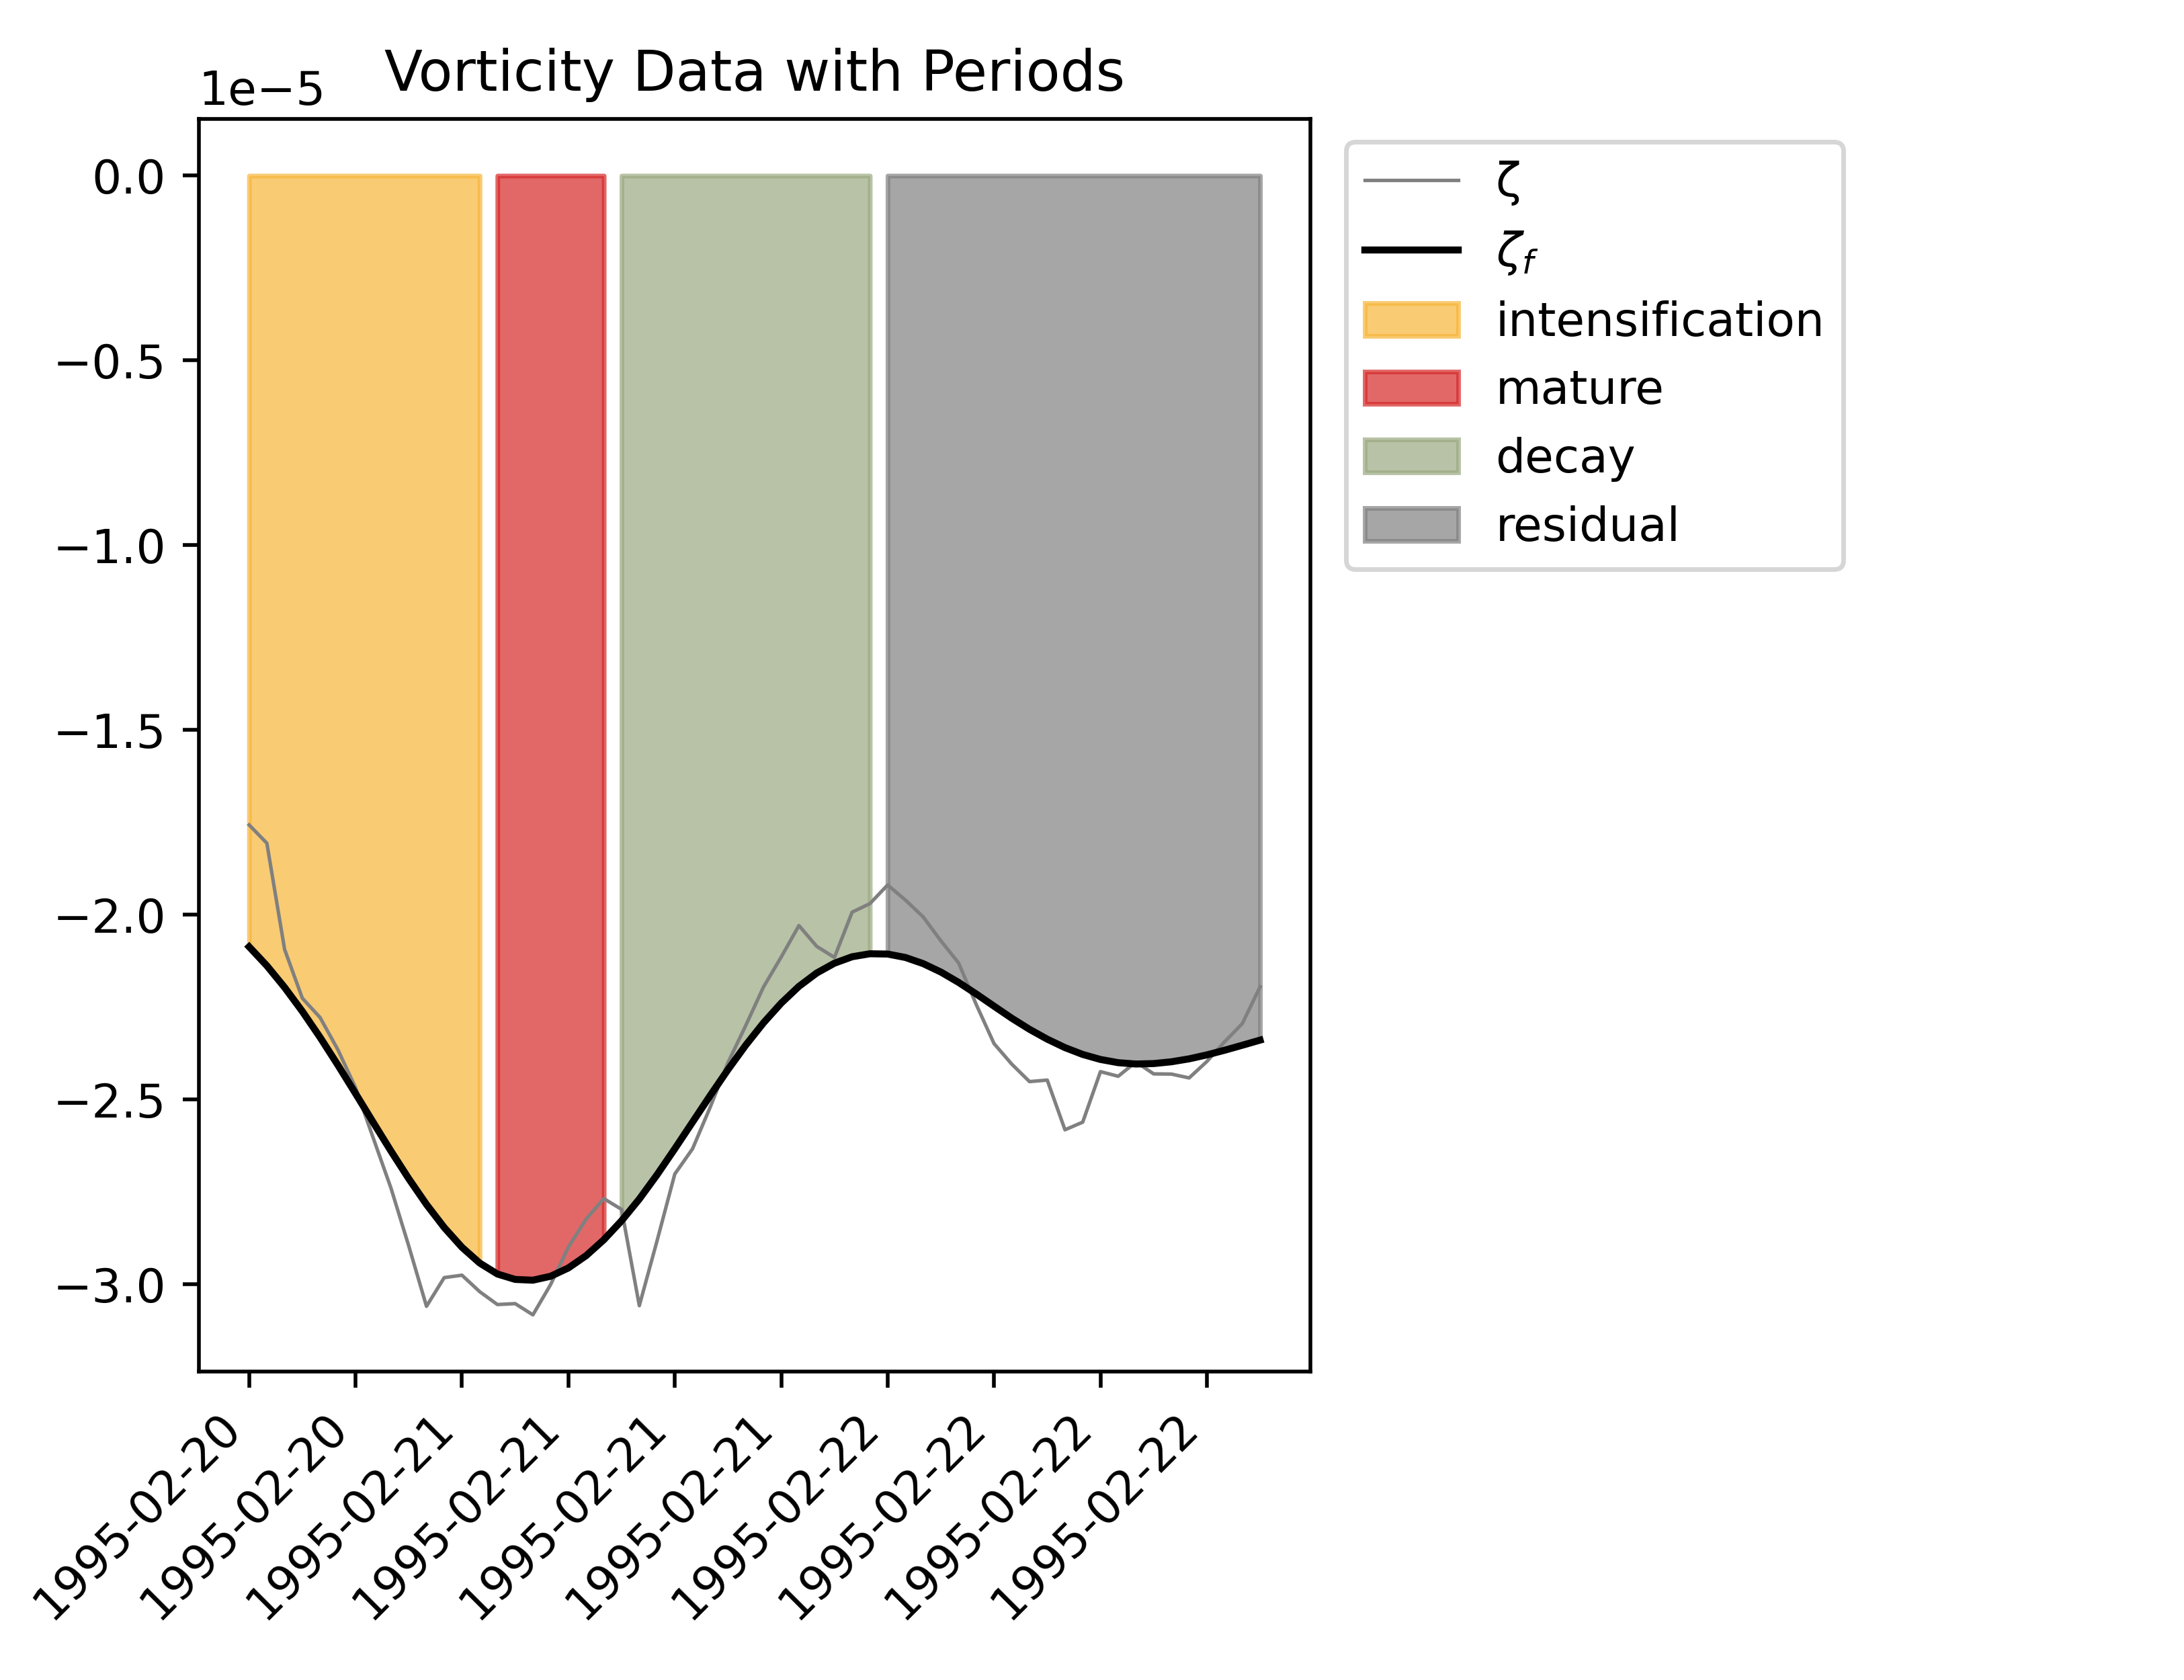 Vorticity Data with Periods
1e−5
0.0
−0.5
−1.0
−1.5
−2.0
−2.5
−3.0
1995-02-20
1995-02-20
1995-02-21
1995-02-21
1995-02-21
1995-02-21
1995-02-22
1995-02-22
1995-02-22
1995-02-22
ζ
ζf
intensification
mature
decay
residual